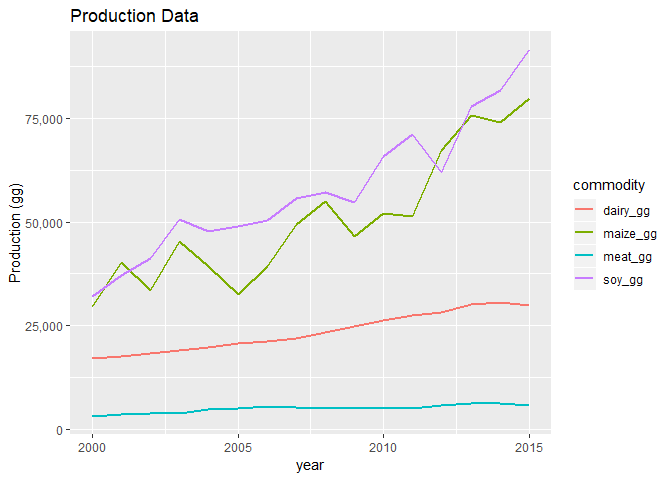 Production Data
Production (gg)
75,000
50,000
25,000
0
2000
2005
2010
2015
year
commodity
dairy_gg
maize_gg
meat_gg
soy_gg